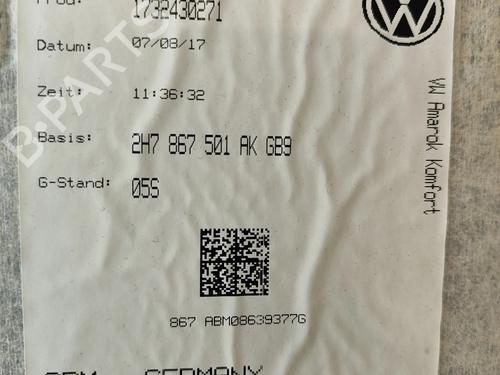 Prod: 1732430271
Datum: 07/08/17
Zeit: 11:36:32
Basis: 2H7 867 501 AK GB9
G-Stand: 05S
867 ABM08639377G
GERMANY
VW Amarok Komfort
B-PARTS